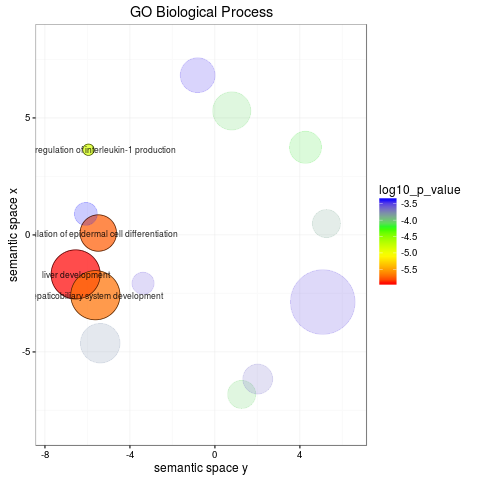 GO Biological Process
regulation of interleukin-1 production
lation of epidermal cell differentiation
liver development
system development
semantic space x
5
0
-5
-8
-4
0
4
semantic space y
log10_p_value
-3.5
-4.0
-4.5
-5.0
-5.5